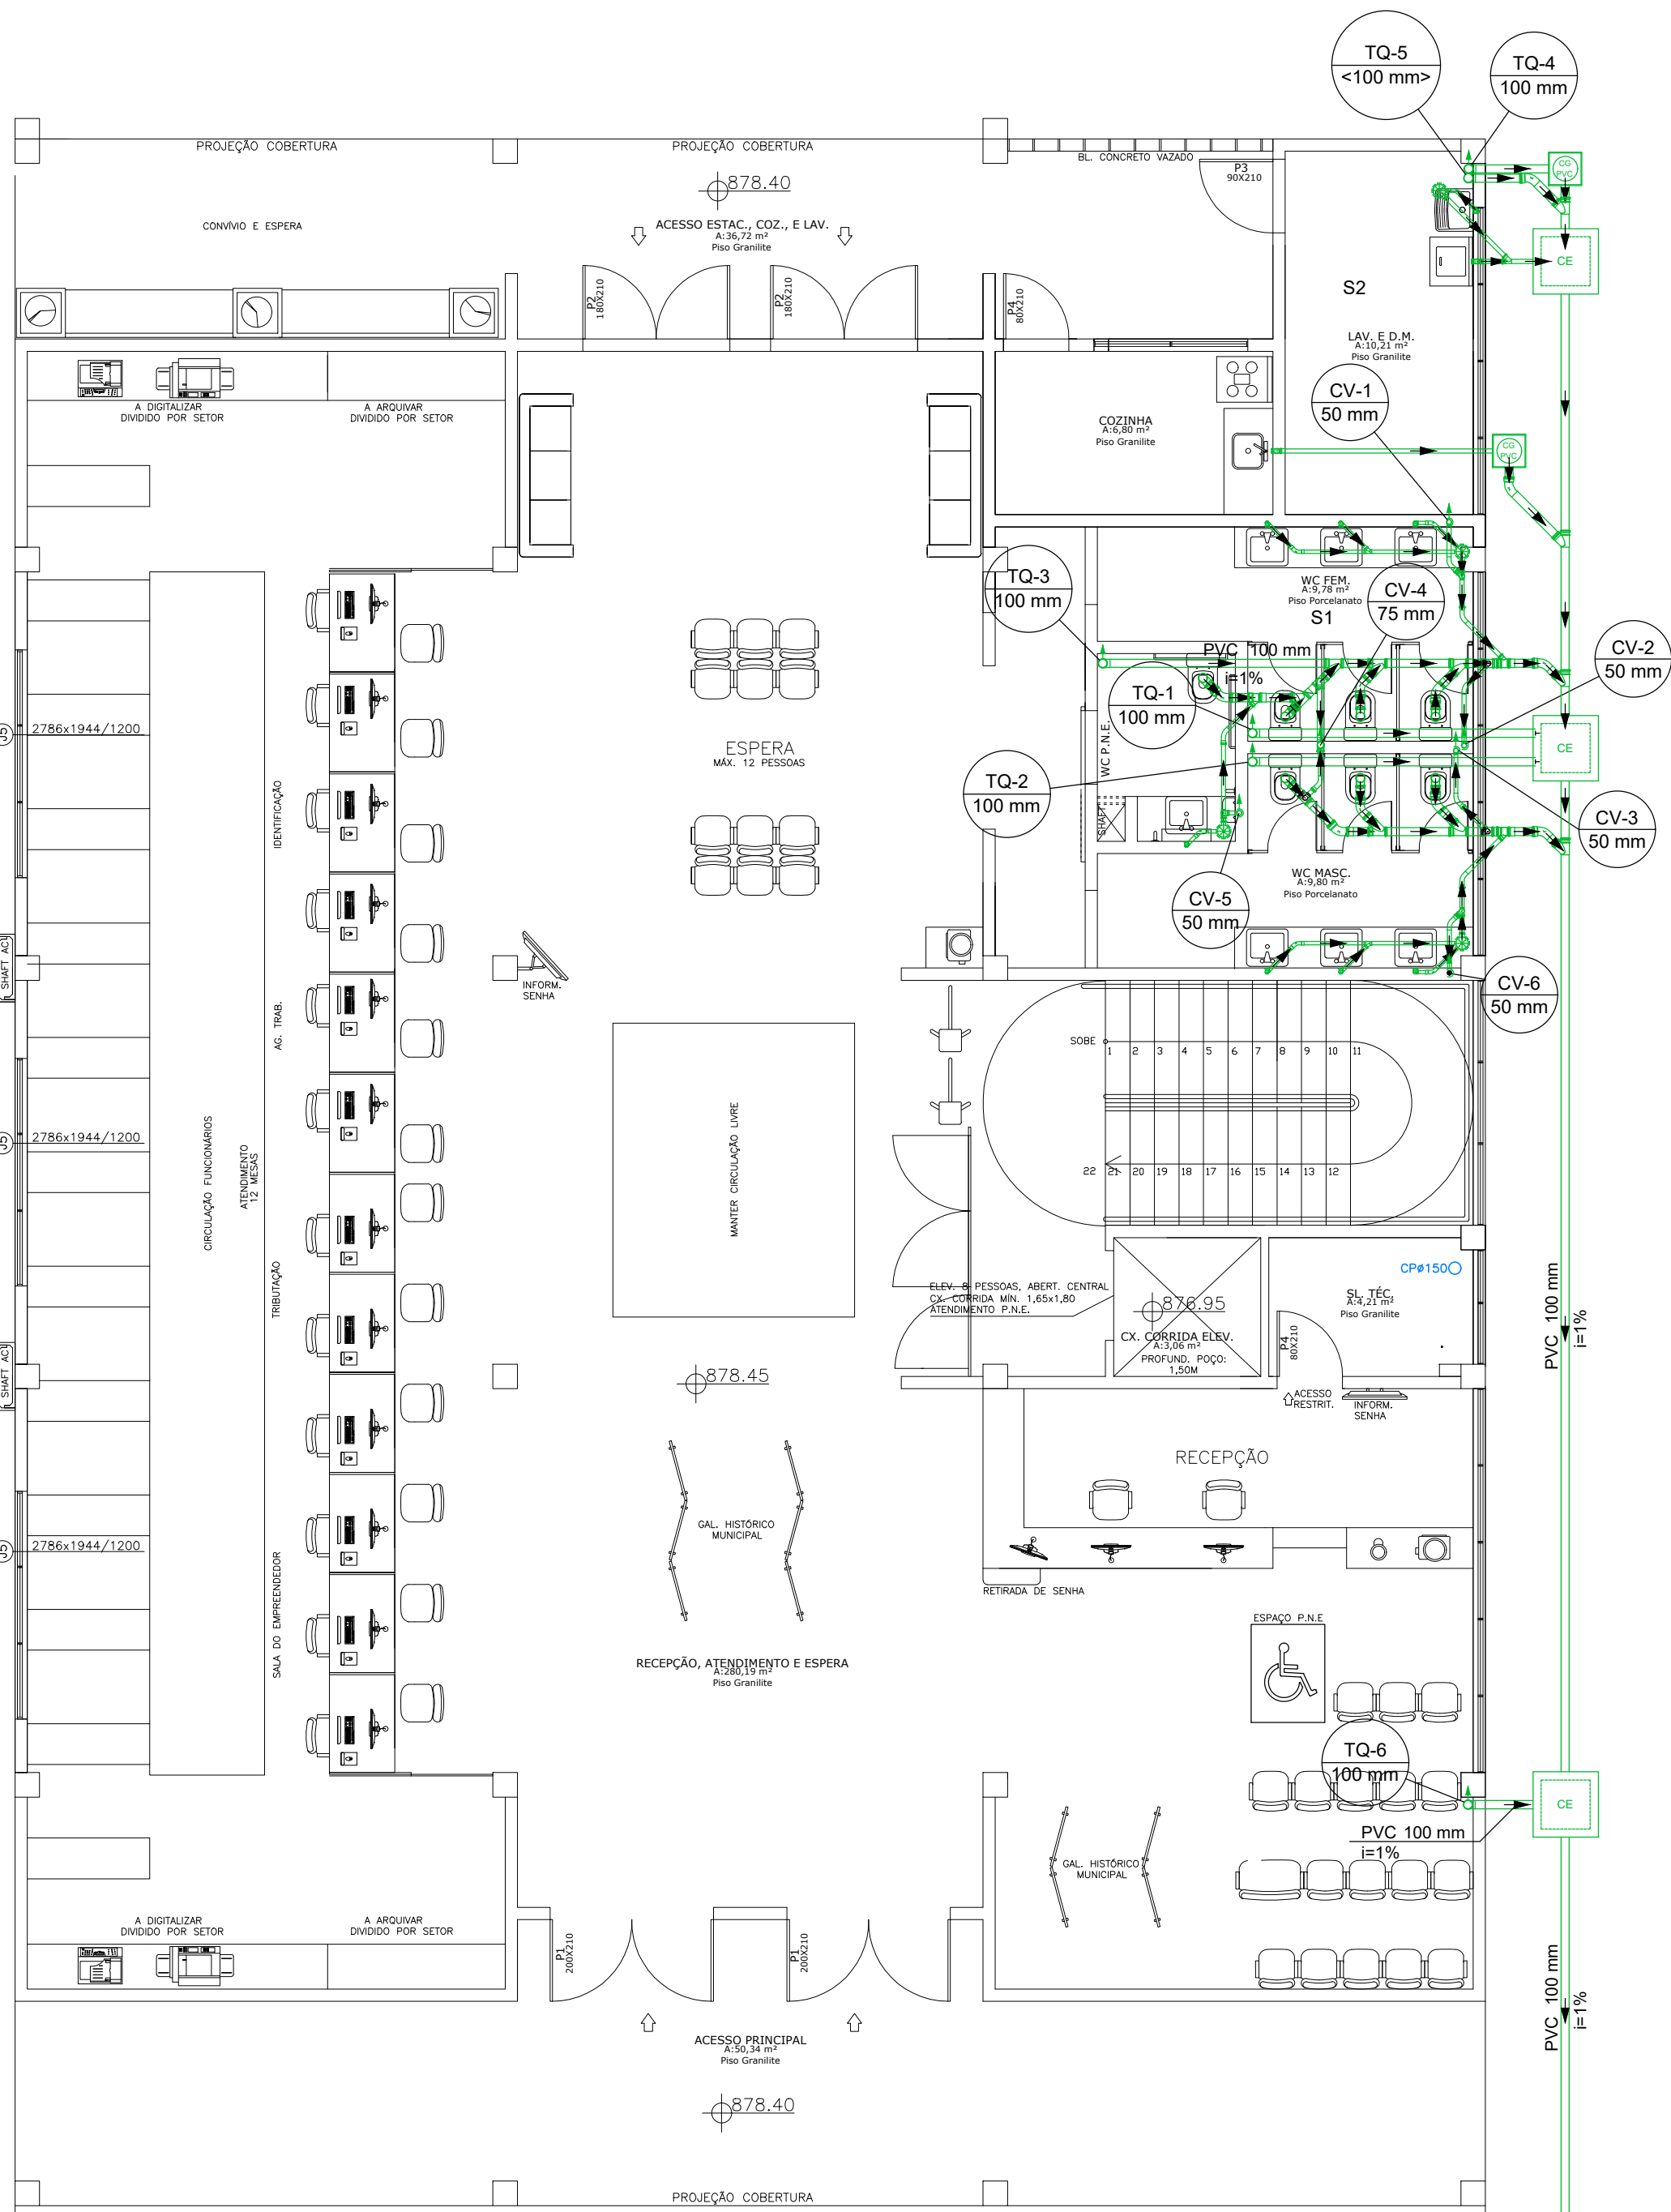 TQ-5
<100 mm>
TQ-4
100 mm
PROJEÇÃO COBERTURA
PROJEÇÃO COBERTURA
BL. CONCRETO VAZADO
P3
90X210
878.40
CG
PVC
CONVÍVIO E ESPERA
ACESSO ESTAC., COZ., E LAV.
A:36,72 m²
Piso Granilite
CE
P2
180X210
P2
180X210
P4
80X210
S2
LAV. E D.M.
A:10,21 m²
Piso Granilite
A DIGITALIZAR
DIVIDIDO POR SETOR
A ARQUIVAR
DIVIDIDO POR SETOR
CV-1
50 mm
COZINHA
A:6,80 m²
Piso Granilite
CG
PVC
TQ-3
100 mm
WC FEM.
A:9,78 m²
Piso Porcelanato
S1
CV-4
75 mm
CV-2
50 mm
PVC 100 mm
i=1%
TQ-1
100 mm
J5
2786x1944/1200
WC P.N.E.
ESPERA
MÁX. 12 PESSOAS
CE
TQ-2
100 mm
IDENTIFICAÇÃO
SHAFT
CV-3
50 mm
WC MASC.
A:9,80 m²
Piso Porcelanato
CV-5
50 mm
SHAFT AC
INFORM.
SENHA
CV-6
50 mm
AG. TRAB.
SOBE
1 2 3 4 5 6 7 8 9 10 11
J5
2786x1944/1200
CIRCULAÇÃO FUNCIONÁRIOS
ATENDIMENTO
12 MESAS
MANTER CIRCULAÇÃO LIVRE
22 21 20 19 18 17 16 15 14 13 12
TRIBUTAÇÃO
CPø150
ELEV. 8 PESSOAS, ABERT. CENTRAL
CX. CORRIDA MÍN. 1,65x1,80
ATENDIMENTO P.N.E.
876.95
SL. TÉC.
A:4,21 m²
Piso Granilite
PVC 100 mm
i=1%
CX. CORRIDA ELEV.
A:3,06 m²
PROFUND. POÇO:
1,50M
P4
80X210
SHAFT AC
878.45
ACESSO
RESTRIT.
INFORM.
SENHA
RECEPÇÃO
GAL. HISTÓRICO
MUNICIPAL
J5
2786x1944/1200
SALA DO EMPREENDEDOR
RETIRADA DE SENHA
ESPAÇO P.N.E
RECEPÇÃO, ATENDIMENTO E ESPERA
A:280,19 m²
Piso Granilite
TQ-6
100 mm
CE
PVC 100 mm
i=1%
GAL. HISTÓRICO
MUNICIPAL
A DIGITALIZAR
DIVIDIDO POR SETOR
A ARQUIVAR
DIVIDIDO POR SETOR
P1
200X210
P1
200X210
PVC 100 mm
i=1%
ACESSO PRINCIPAL
A:50,34 m²
Piso Granilite
878.40
PROJEÇÃO COBERTURA